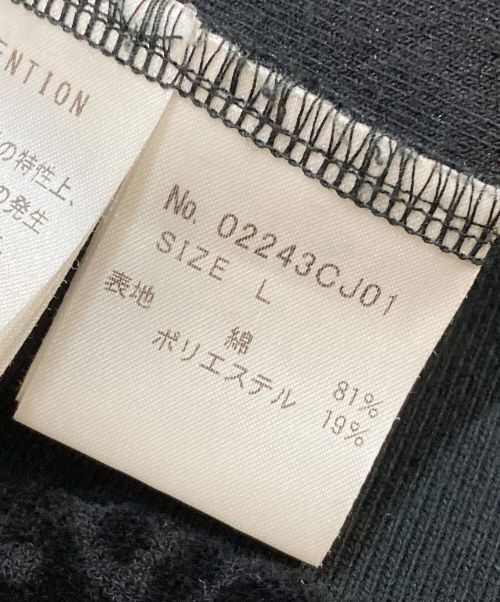 ENTION
の特性上、
の発生
No. 02243CJ01
SIZE L
表地 綿 81%
ポリエステル 19%